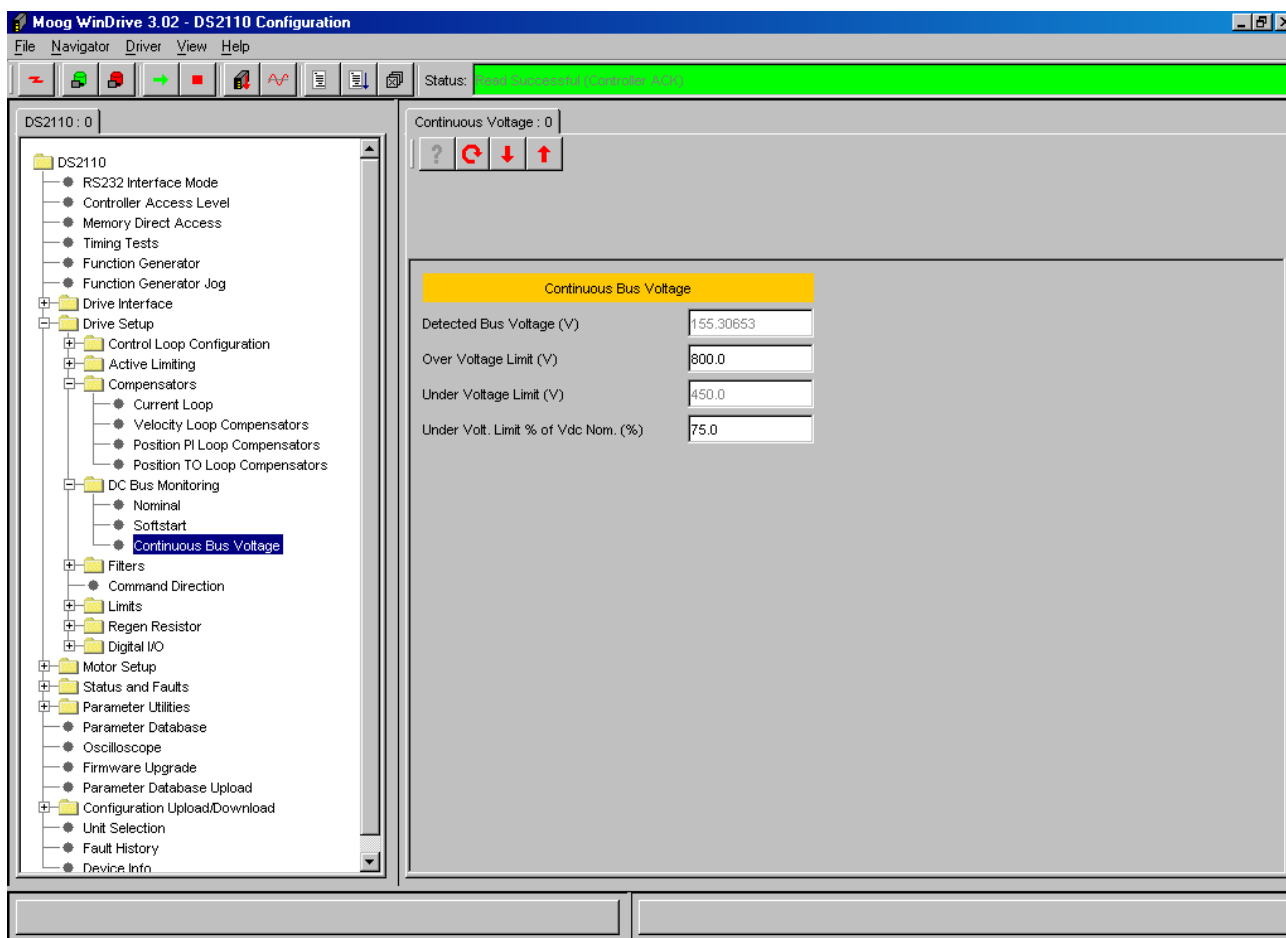 Moog WinDrive 3.02 - DS2110 Configuration
File Navigator Driver View Help
Status: Read Successful (Controller ACK)
DS2110 : 0
DS2110
RS232 Interface Mode
Controller Access Level
Memory Direct Access
Timing Tests
Function Generator
Function Generator Jog
Drive Interface
Drive Setup
Control Loop Configuration
Active Limiting
Compensators
Current Loop
Velocity Loop Compensators
Position PI Loop Compensators
Position TO Loop Compensators
DC Bus Monitoring
Nominal
Softstart
Continuous Bus Voltage
Filters
Command Direction
Limits
Regen Resistor
Digital I/O
Motor Setup
Status and Faults
Parameter Utilities
Parameter Database
Oscilloscope
Firmware Upgrade
Parameter Database Upload
Configuration Upload/Download
Unit Selection
Fault History
Device Info
Continuous Voltage : 0
?
Continuous Bus Voltage
Detected Bus Voltage (V) 155.30653
Over Voltage Limit (V) 800.0
Under Voltage Limit (V) 450.0
Under Volt. Limit % of Vdc Nom. (%) 75.0